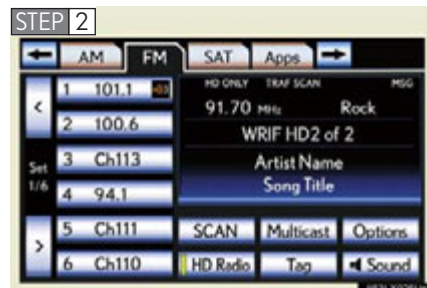 STEP 2
AM FM SAT Apps
HD ONLY TRAF SCAN MSG
1 101.1
91.70 MHz Rock
2 100.6
WRIF HD2 of 2
Set
1/6
3 Ch113
Artist Name
4 94.1
Song Title
5 Ch111
SCAN Multicast Options
6 Ch110
HD Radio Tag Sound